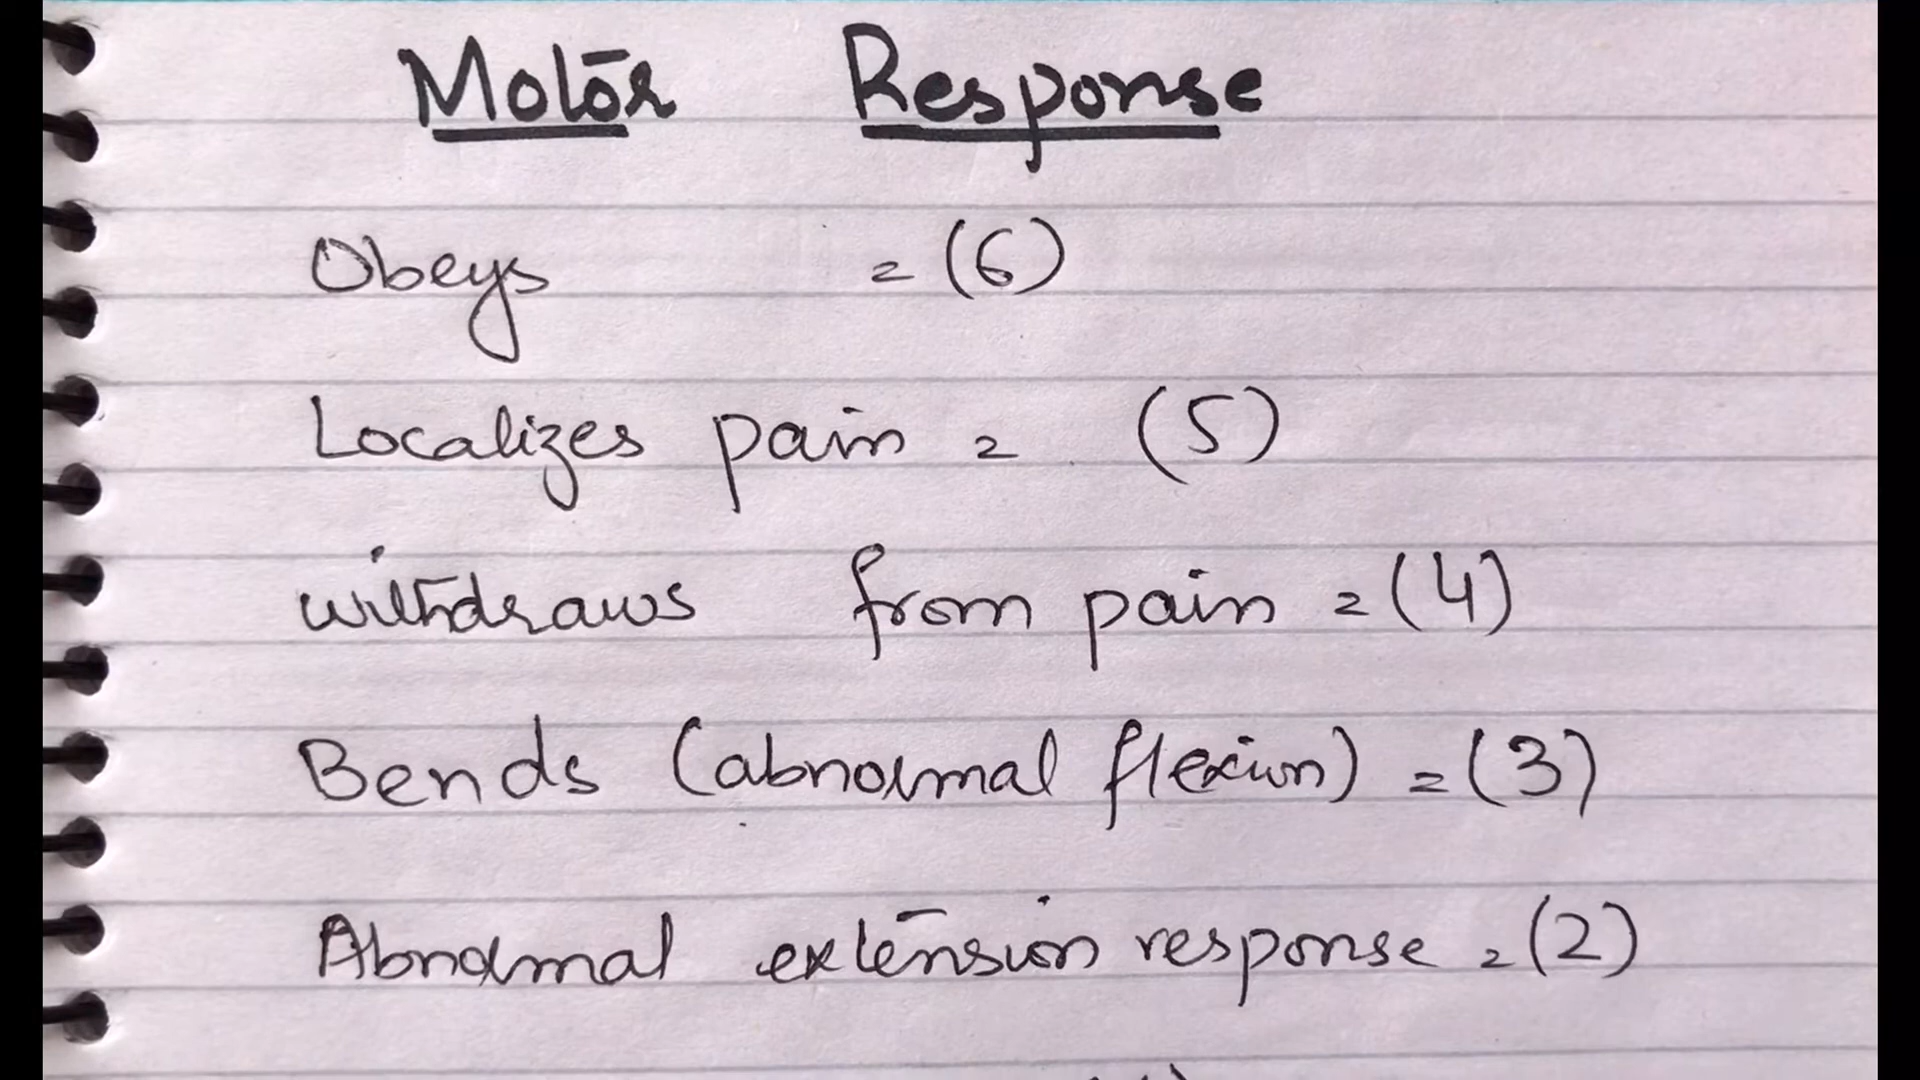 Motor Response
Obeys = (6)
Localizes pain = (5)
withdraws from pain = (4)
Bends (abnormal flexion) = (3)
Abnormal extension response = (2)